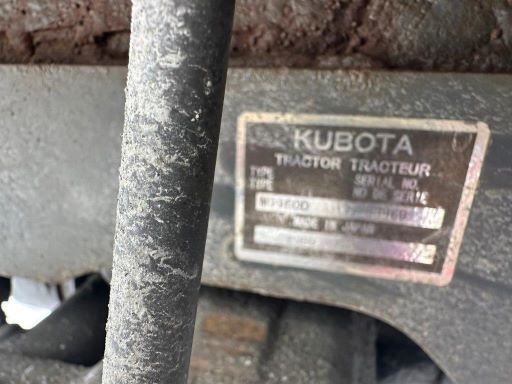 KUBOTA
TRACTOR TRACTEUR
TYPE SERIAL NO.
TYPE NO DE SERIE
MADE IN JAPAN